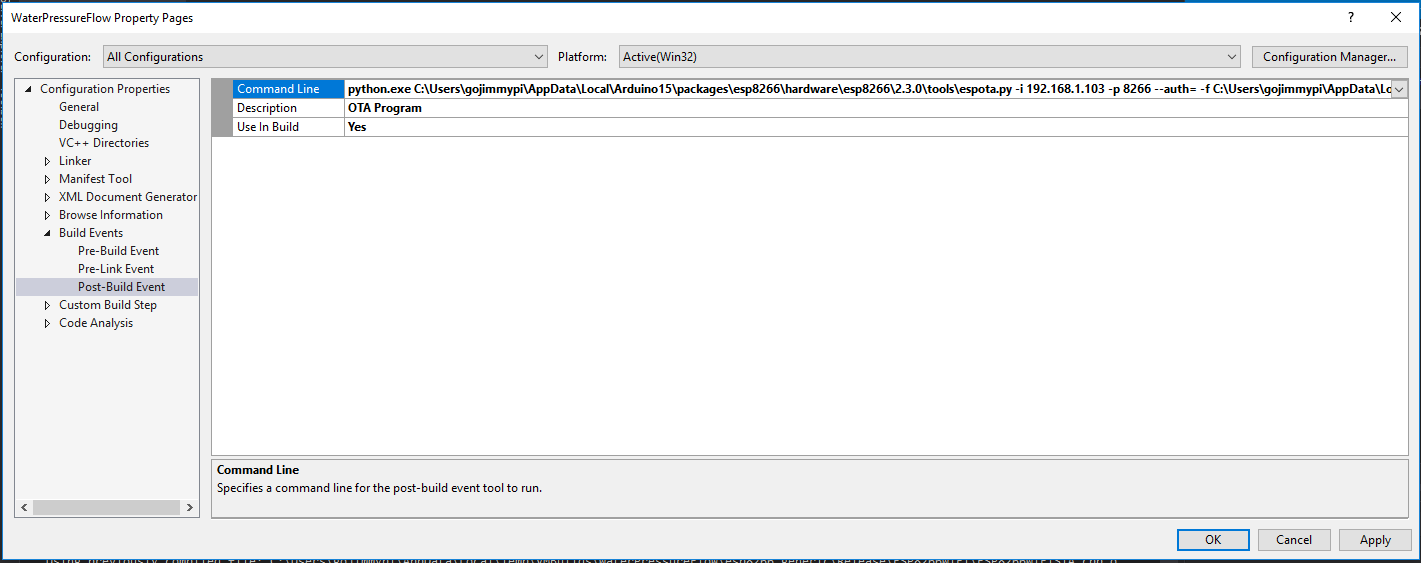 WaterPressureFlow Property Pages
? 
Configuration: All Configurations Platform: Active(Win32) Configuration Manager...
Configuration Properties
General
Debugging
VC++ Directories
Linker
Manifest Tool
XML Document Generator
Browse Information
Build Events
Pre-Build Event
Pre-Link Event
Post-Build Event
Custom Build Step
Code Analysis
Command Line python.exe C:\Users\gojimmypi\AppData\Local\Arduino15\packages\esp8266\hardware\esp8266\2.3.0\tools\espota.py -i 192.168.1.103 -p 8266 --auth= -f C:\Users\gojimmypi\AppData\Lo
Description OTA Program
Use In Build Yes
Command Line
Specifies a command line for the post-build event tool to run.
OK Cancel Apply